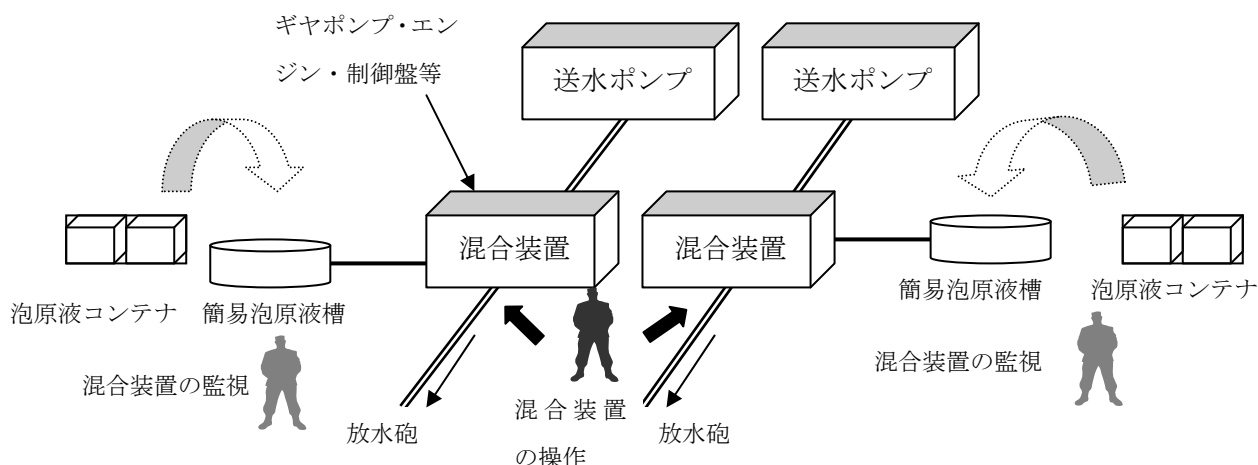 ギヤポンプ・エン
ジン・制御盤等
送水ポンプ
送水ポンプ
混合装置
混合装置
泡原液コンテナ
簡易泡原液槽
簡易泡原液槽
泡原液コンテナ
混合装置の監視
混合装置の監視
放水砲
混合装置
の操作
放水砲